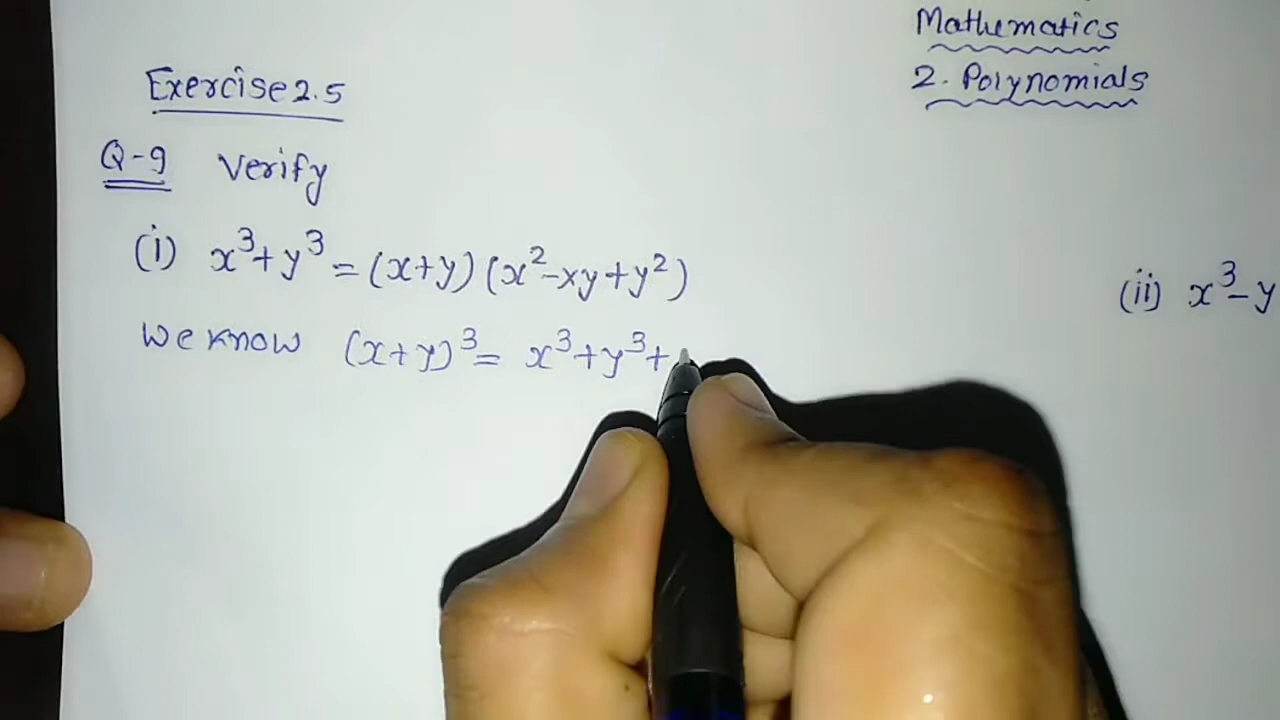 Mathematics
2. Polynomials
Exercise 2.5
Q-9 Verify
(i) x³+y³=(x+y)(x²-xy+y²)
(ii) x³-y
We know (x+y)³= x³+y³+